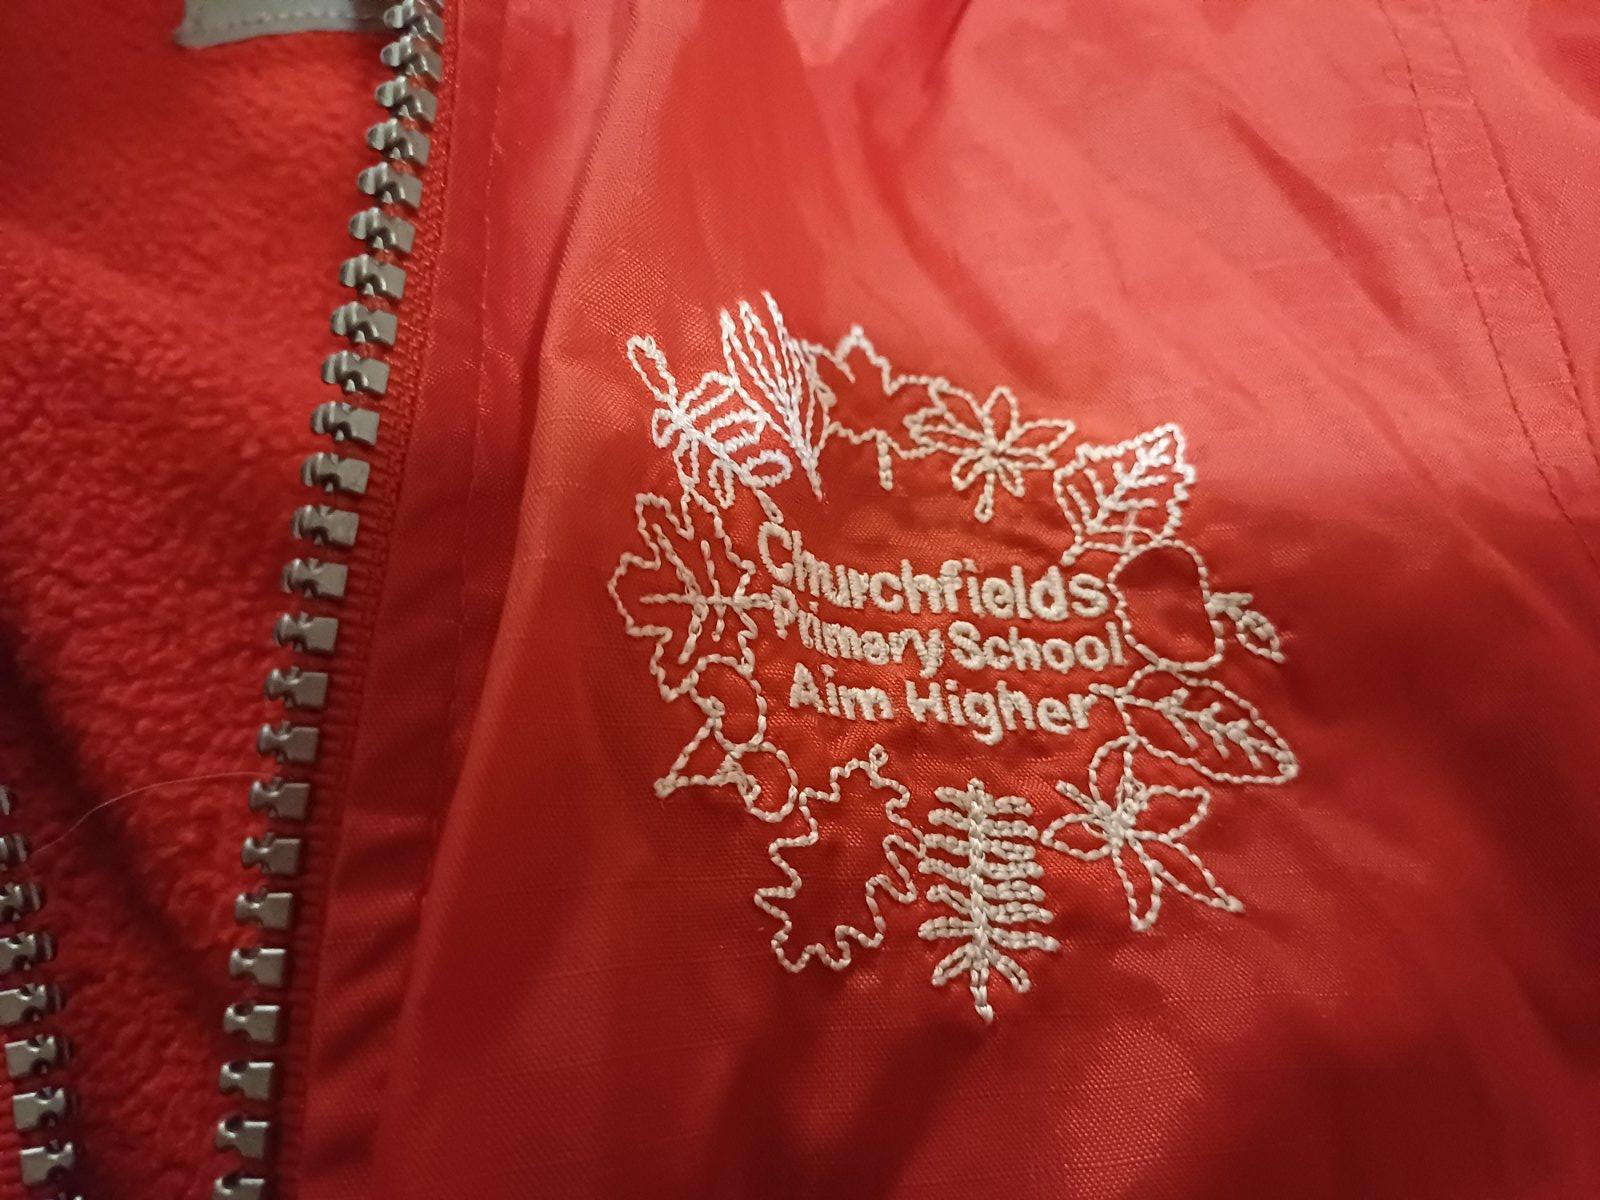 Churchfields
Primary School
Aim Higher